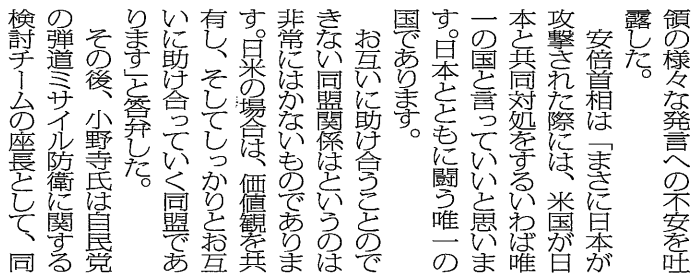 領の様々な発言への不安を吐
露した。
　安倍首相は「まさに日本が
攻撃された際には、米国が日
本と共同対処をするいわば唯
一の国と言っていいと思いま
す。日本とともに闘う唯一の
国であります。
　お互いに助け合うことので
きない同盟関係はというのは
非常にはかないものでありま
す。日米の場合は、価値観を共
有し、そしてしっかりとお互
いに助け合っていく同盟であ
ります」と答弁した。
　その後、小野寺氏は自民党
の弾道ミサイル防衛に関する
検討チームの座長として、同